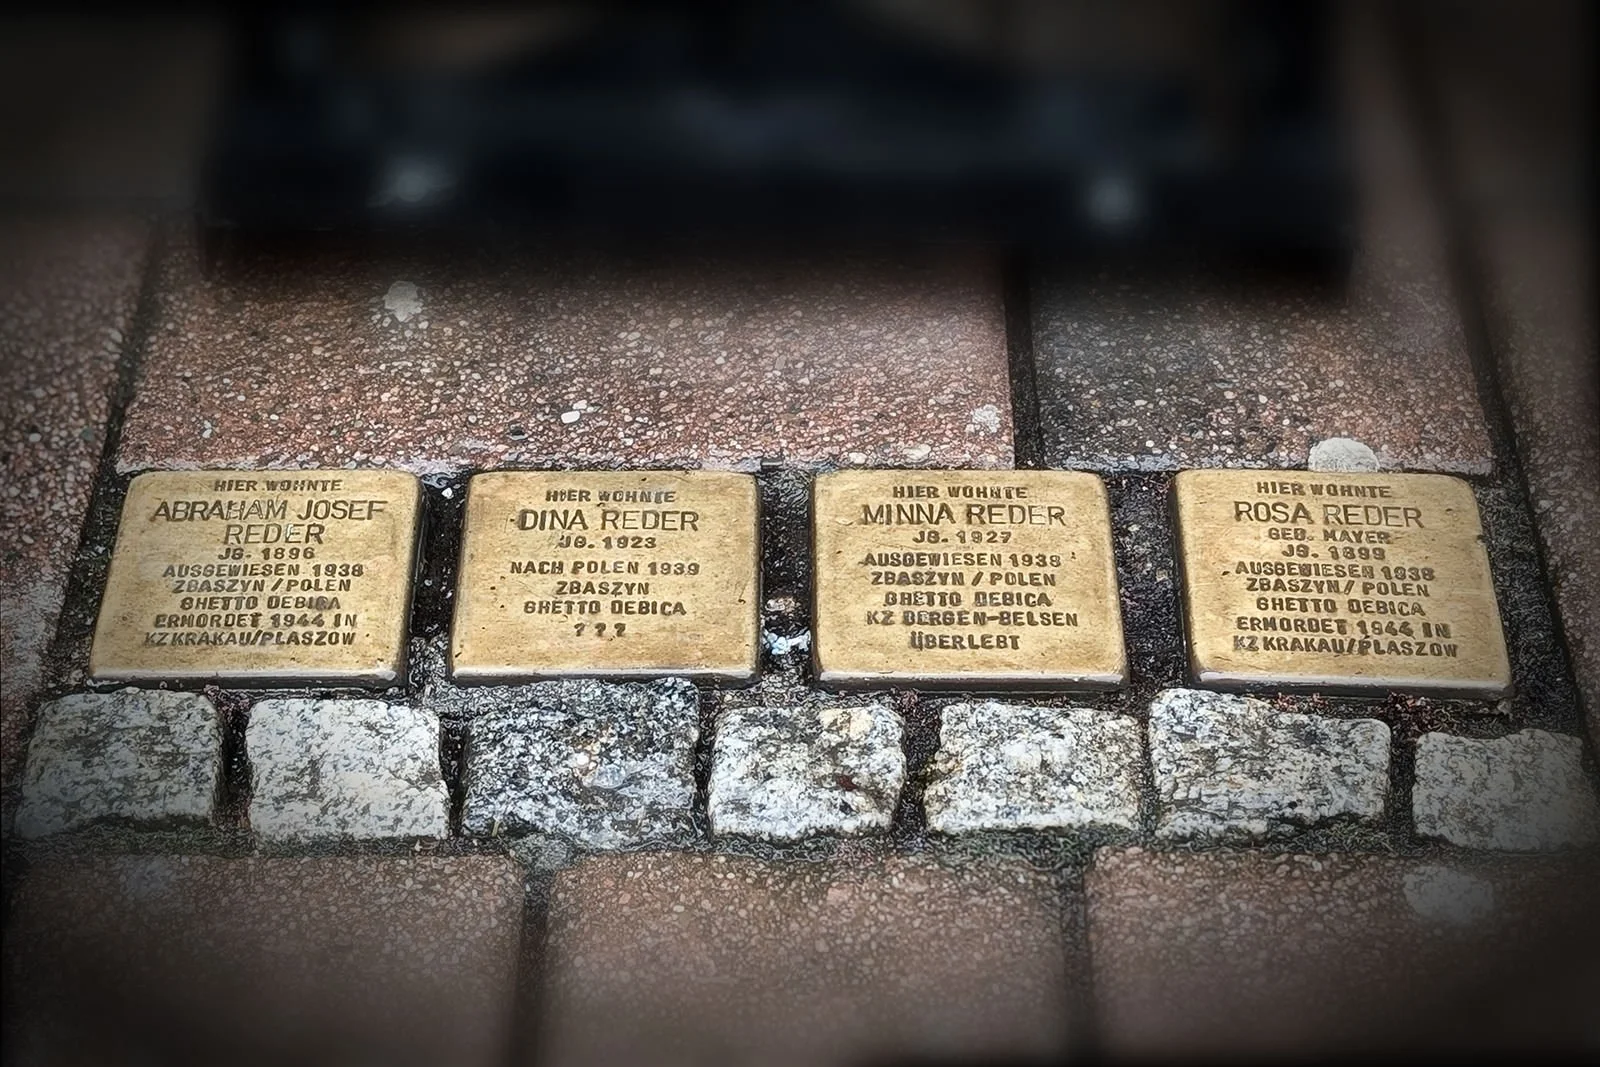 HIER WOHNTE
ABRAHAM JOSEF
REDER
JG. 1896
AUSGEWIESEN 1938
ZBASZYN / POLEN
GHETTO DEBICA
ERMORDET 1944 IN
KZ KRAKAU/PLASZOW
HIER WOHNTE
DINA REDER
JG. 1923
NACH POLEN 1939
ZBASZYN
GHETTO DEBICA
? ? ?
HIER WOHNTE
MINNA REDER
JG. 1927
AUSGEWIESEN 1938
ZBASZYN / POLEN
GHETTO DEBICA
KZ BERGEN-BELSEN
ÜBERLEBT
HIER WOHNTE
ROSA REDER
GEB. MAYER
JG. 1899
AUSGEWIESEN 1938
ZBASZYN / POLEN
GHETTO DEBICA
ERMORDET 1944 IN
KZ KRAKAU/PLASZOW